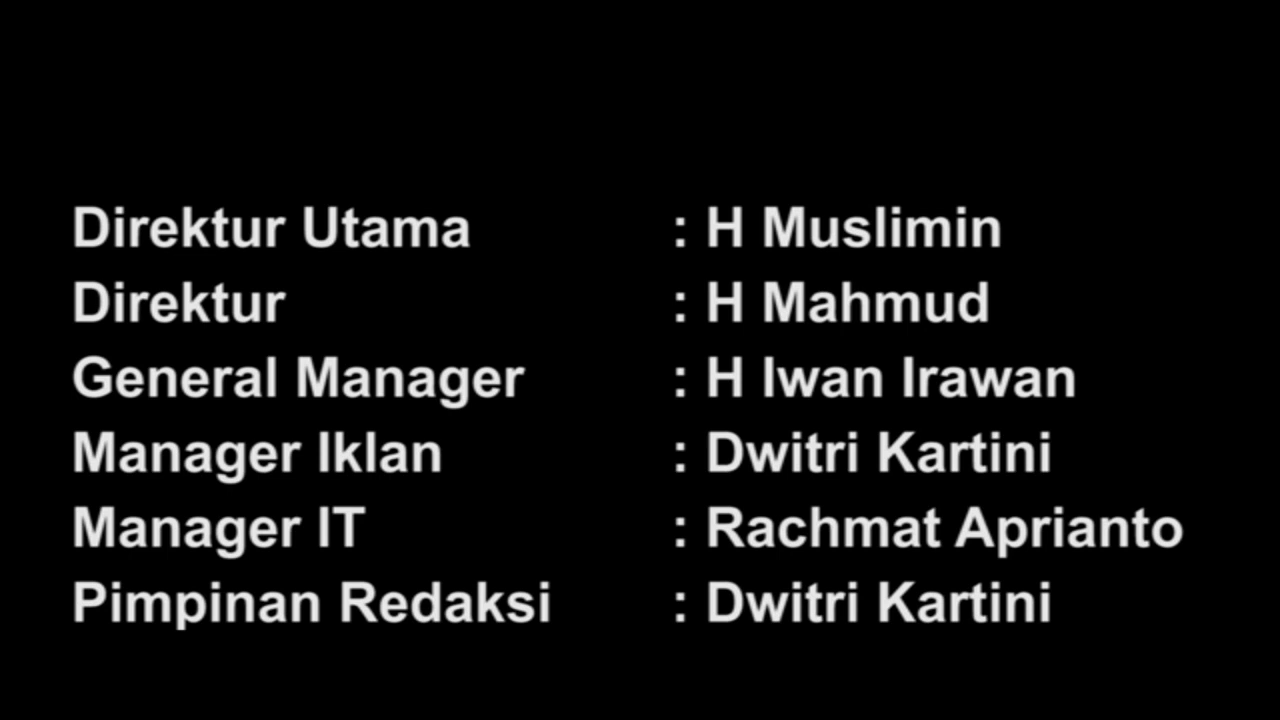 Direktur Utama : H Muslimin
Direktur : H Mahmud
General Manager : H Iwan Irawan
Manager Iklan : Dwitri Kartini
Manager IT : Rachmat Aprianto
Pimpinan Redaksi : Dwitri Kartini